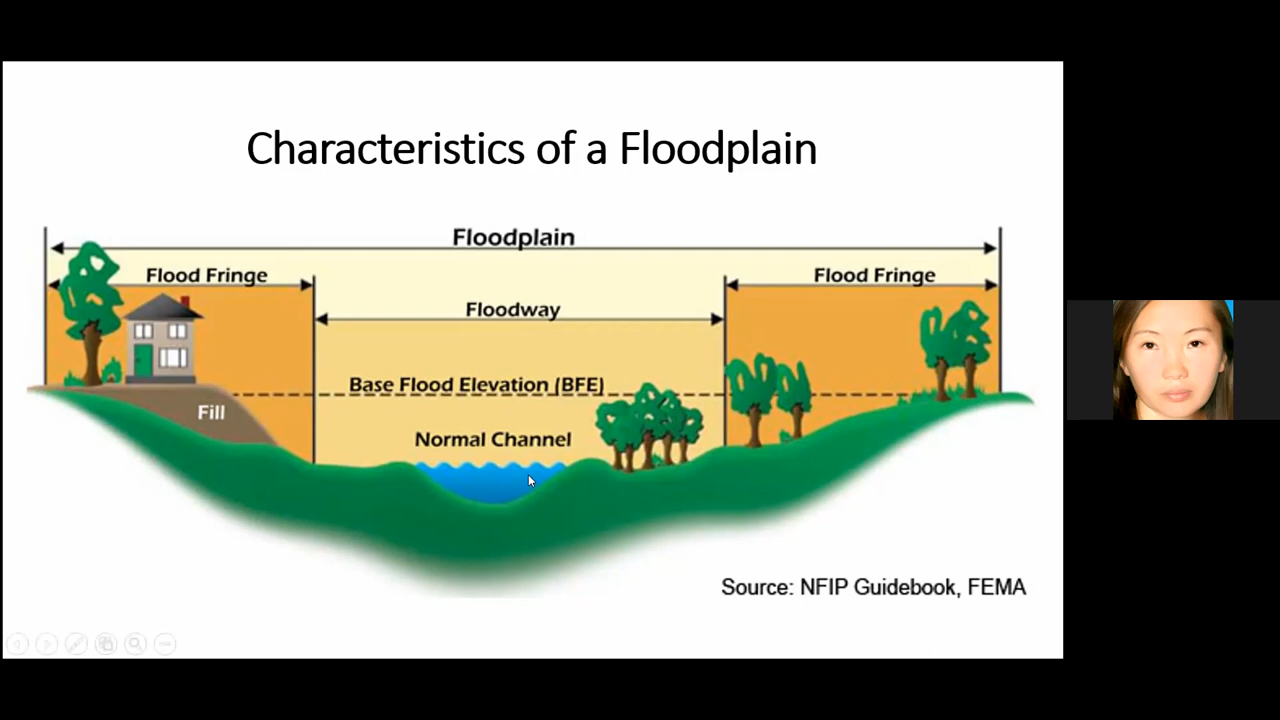 Characteristics of a Floodplain
Floodplain
Flood Fringe
Flood Fringe
Floodway
Base Flood Elevation (BFE)
Fill
Normal Channel
Source: NFIP Guidebook, FEMA